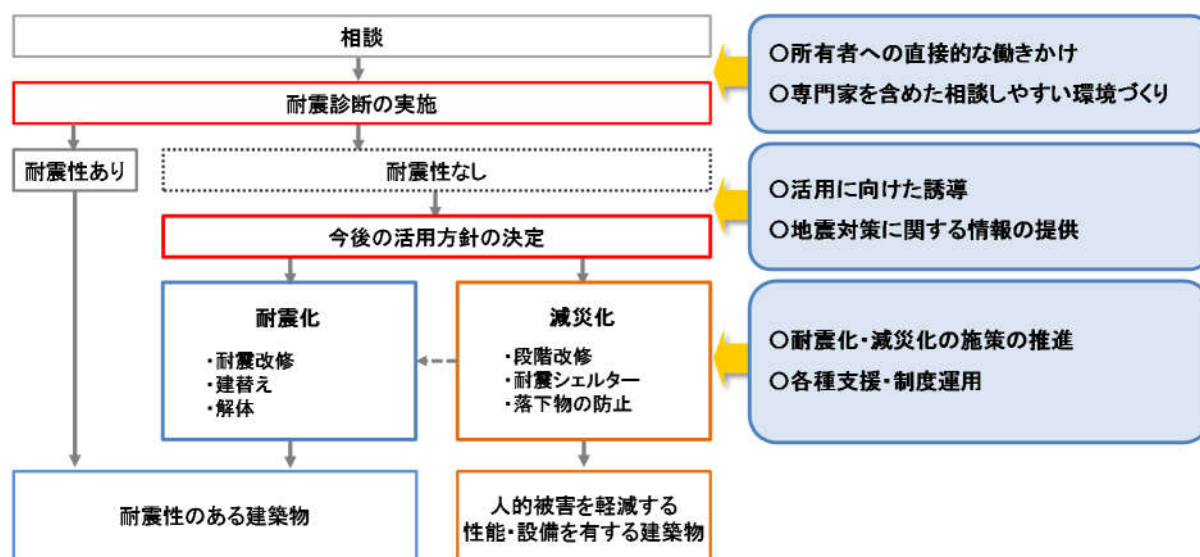 相談
耐震診断の実施
○所有者への直接的な働きかけ
○専門家を含めた相談しやすい環境づくり
耐震性あり
耐震性なし
今後の活用方針の決定
○活用に向けた誘導
○地震対策に関する情報の提供
耐震化
・耐震改修
・建替え
・解体
減災化
・段階改修
・耐震シェルター
・落下物の防止
○耐震化・減災化の施策の推進
○各種支援・制度運用
耐震性のある建築物
人的被害を軽減する
性能・設備を有する建築物